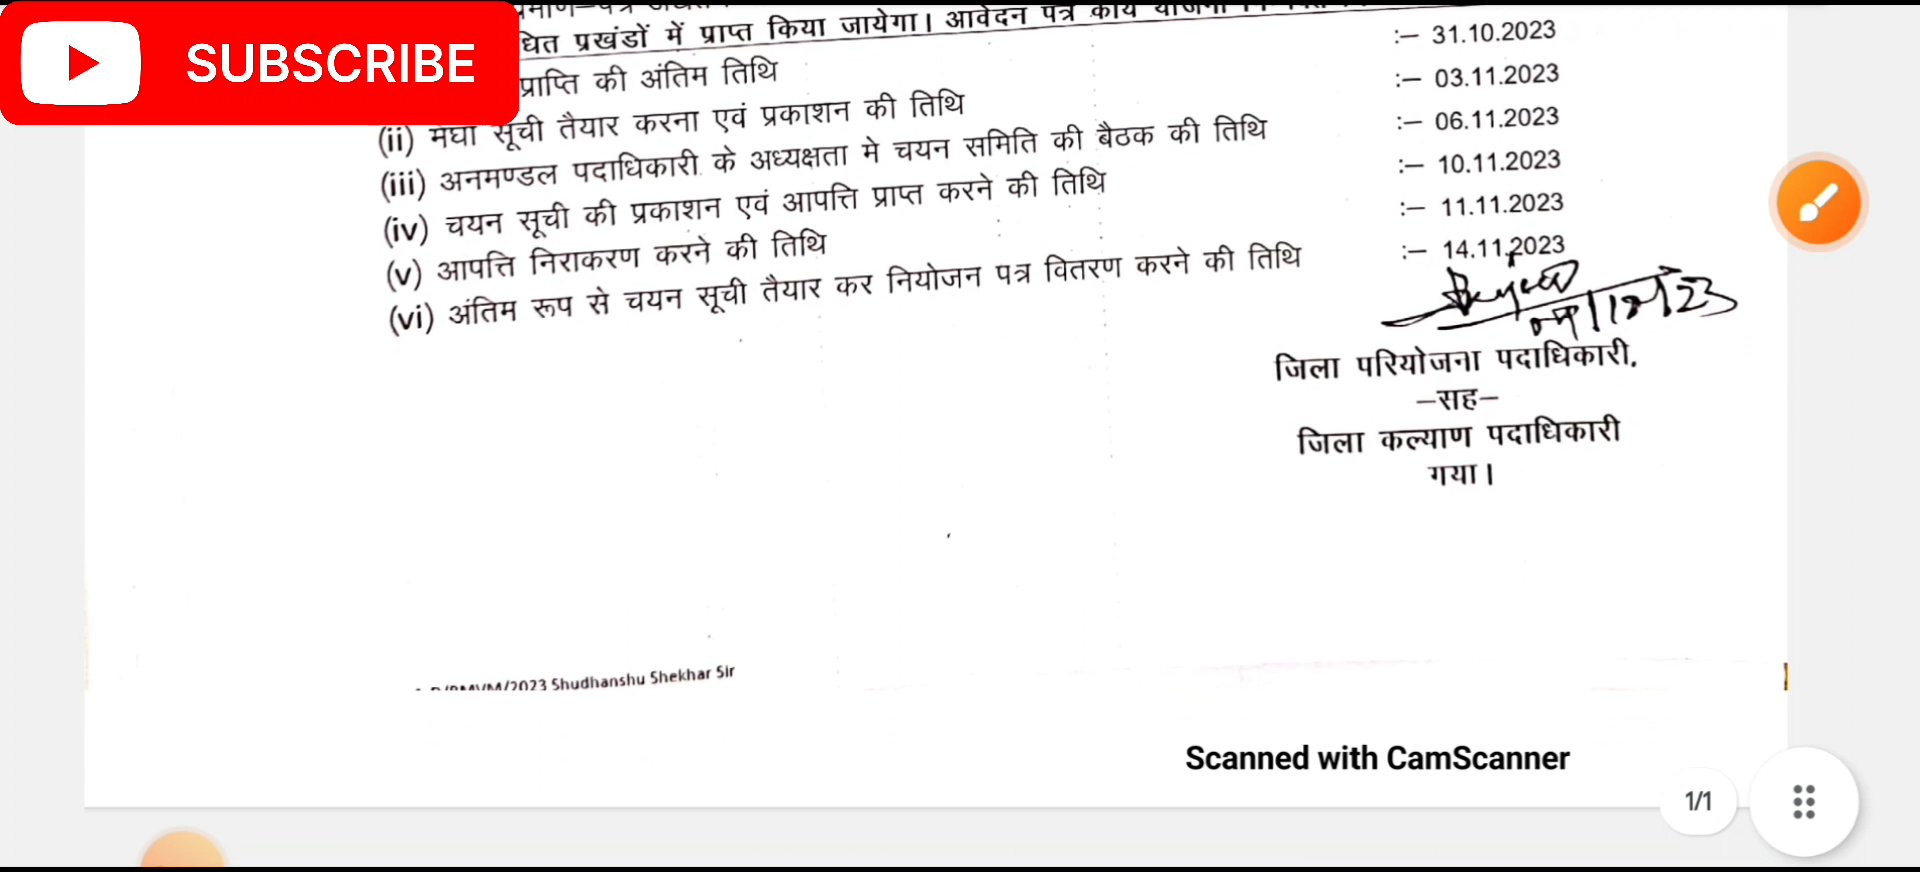 SUBSCRIBE
धित प्रखंडों में प्राप्त किया जायेगा। आवेदन पत्र कार्य
प्राप्ति की अंतिम तिथि :– 31.10.2023
(ii) मेघा सूची तैयार करना एवं प्रकाशन की तिथि :– 03.11.2023
(iii) अनमण्डल पदाधिकारी के अध्यक्षता मे चयन समिति की बैठक की तिथि :– 06.11.2023
(iv) चयन सूची की प्रकाशन एवं आपत्ति प्राप्त करने की तिथि :– 10.11.2023
(v) आपत्ति निराकरण करने की तिथि :– 11.11.2023
(vi) अंतिम रूप से चयन सूची तैयार कर नियोजन पत्र वितरण करने की तिथि :– 14.11.2023
जिला परियोजना पदाधिकारी,
–सह–
जिला कल्याण पदाधिकारी
गया।
/2023 Shudhanshu Shekhar Sir
Scanned with CamScanner
1/1